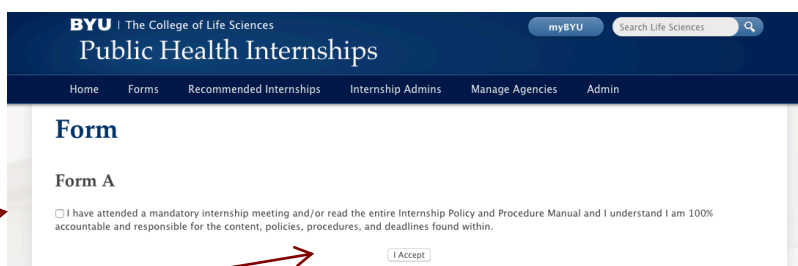 BYU | The College of Life Sciences
myBYU
Search Life Sciences
Public Health Internships
Home Forms Recommended Internships Internship Admins Manage Agencies Admin
Form
Form A
I have attended a mandatory internship meeting and/or read the entire Internship Policy and Procedure Manual and I understand I am 100%
accountable and responsible for the content, policies, procedures, and deadlines found within.
I Accept